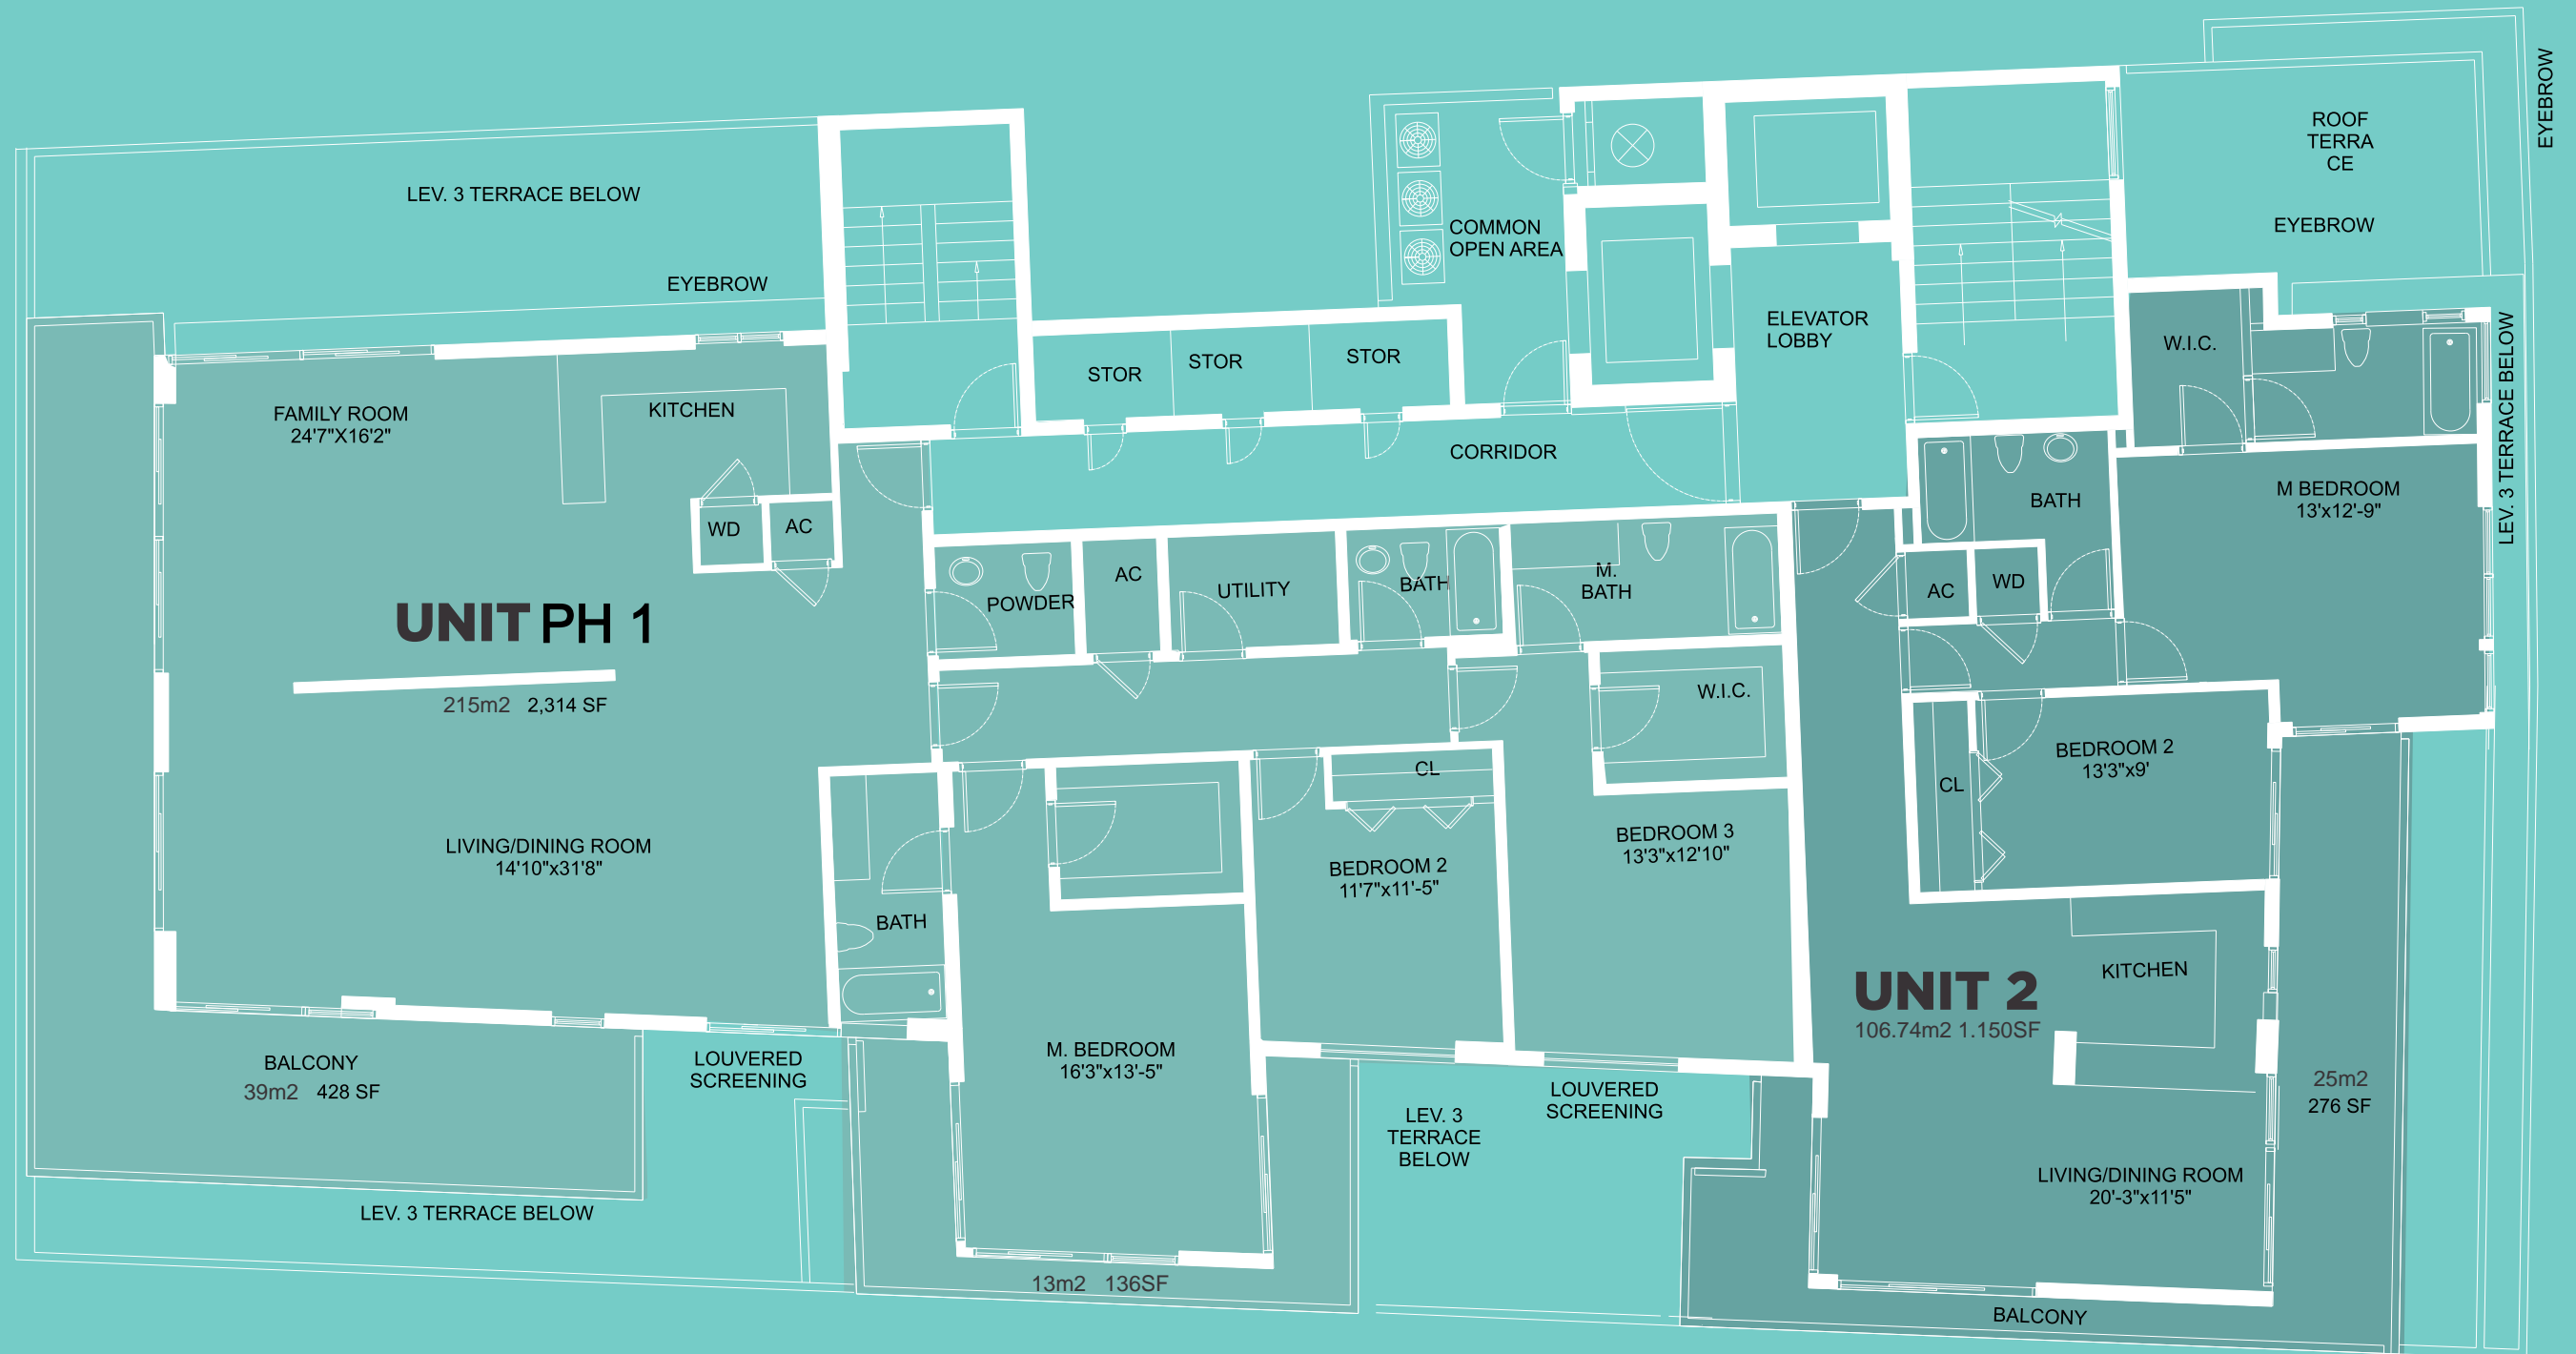 EYEBROW
ROOF
TERRA
CE
EYEBROW
LEV. 3 TERRACE BELOW
EYEBROW
COMMON
OPEN AREA
ELEVATOR
LOBBY
STOR
STOR
STOR
W.I.C.
LEV. 3 TERRACE BELOW
FAMILY ROOM
24'7"X16'2"
KITCHEN
CORRIDOR
WD
AC
BATH
M BEDROOM
13'x12'-9"
POWDER
AC
UTILITY
BATH
M.
BATH
AC
WD
UNIT PH 1
215m2 2,314 SF
W.I.C.
CL
BEDROOM 2
13'3"x9'
CL
LIVING/DINING ROOM
14'10"x31'8"
BATH
BEDROOM 2
11'7"x11'-5"
BEDROOM 3
13'3"x12'10"
KITCHEN
UNIT 2
106.74m2 1.150SF
BALCONY
39m2 428 SF
LOUVERED
SCREENING
M. BEDROOM
16'3"x13'-5"
LEV. 3
TERRACE
BELOW
LOUVERED
SCREENING
25m2
276 SF
LIVING/DINING ROOM
20'-3"x11'5"
LEV. 3 TERRACE BELOW
13m2 136SF
BALCONY